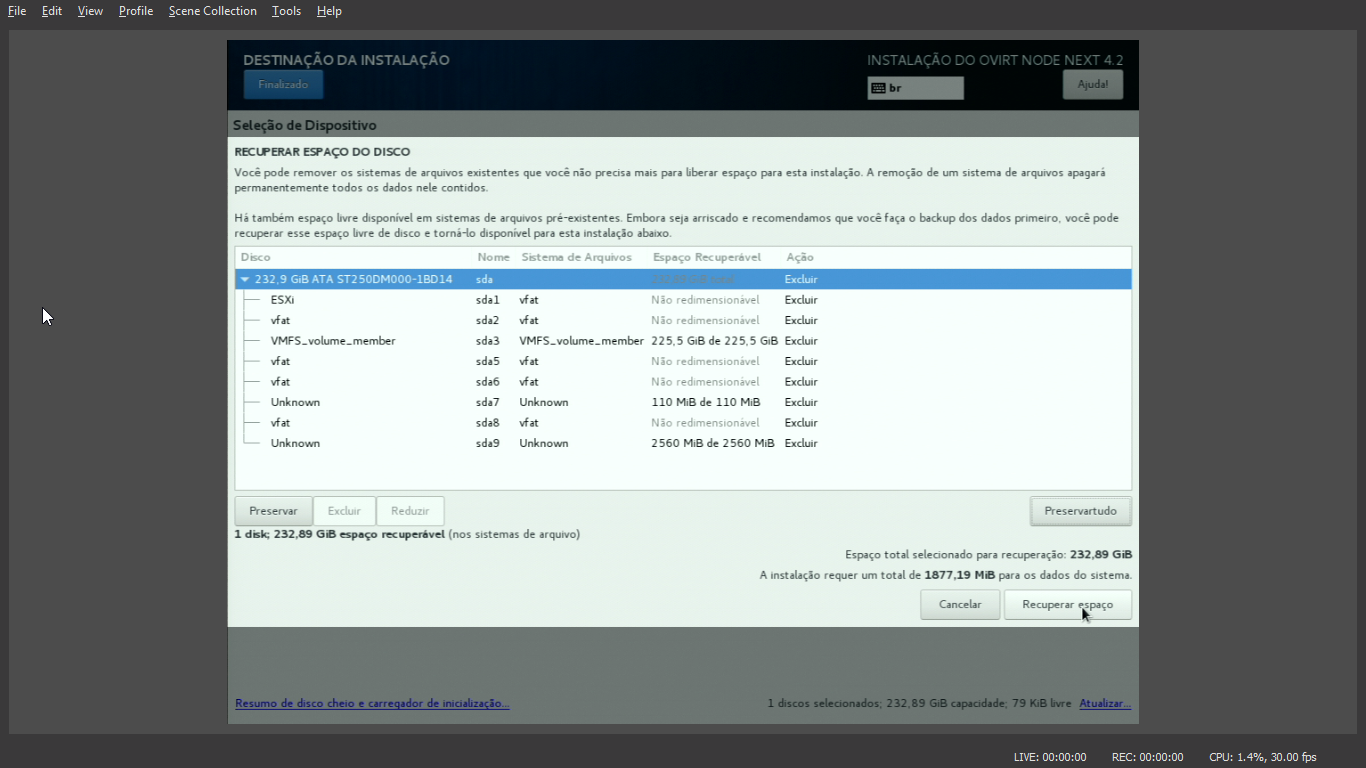 File Edit View Profile Scene Collection Tools Help
DESTINAÇÃO DA INSTALAÇÃO
INSTALAÇÃO DO OVIRT NODE NEXT 4.2
Finalizado
br
Ajuda!
Seleção de Dispositivo
RECUPERAR ESPAÇO DO DISCO
Você pode remover os sistemas de arquivos existentes que você não precisa mais para liberar espaço para esta instalação. A remoção de um sistema de arquivos apagará
permanentemente todos os dados nele contidos.
Há também espaço livre disponível em sistemas de arquivos pré-existentes. Embora seja arriscado e recomendamos que você faça o backup dos dados primeiro, você pode
recuperar esse espaço livre de disco e torná-lo disponível para esta instalação abaixo.
Disco Nome Sistema de Arquivos Espaço Recuperável Ação
232,9 GiB ATA ST250DM000-1BD14 sda Excluir
ESXi sda1 vfat Não redimensionável Excluir
vfat sda2 vfat Não redimensionável Excluir
VMFS_volume_member sda3 VMFS_volume_member 225,5 GiB de 225,5 GiB Excluir
vfat sda5 vfat Não redimensionável Excluir
vfat sda6 vfat Não redimensionável Excluir
Unknown sda7 Unknown 110 MiB de 110 MiB Excluir
vfat sda8 vfat Não redimensionável Excluir
Unknown sda9 Unknown 2560 MiB de 2560 MiB Excluir
Preservar Excluir Reduzir Preservartudo
1 disk; 232,89 GiB espaço recuperável (nos sistemas de arquivo)
Espaço total selecionado para recuperação: 232,89 GiB
A instalação requer um total de 1877,19 MiB para os dados do sistema.
Cancelar Recuperar espaço
Resumo de disco cheio e carregador de inicialização...
1 discos selecionados; 232,89 GiB capacidade; 79 KiB livre Atualizar...
LIVE: 00:00:00 REC: 00:00:00 CPU: 1.4%, 30.00 fps